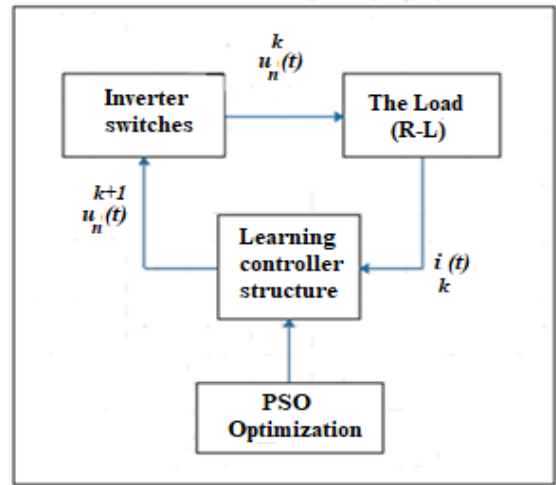 k
u n (t)
Inverter
switches
The Load
(R-L)
k+1
u n (t)
Learning
controller
structure
i (t)
k
PSO
Optimization